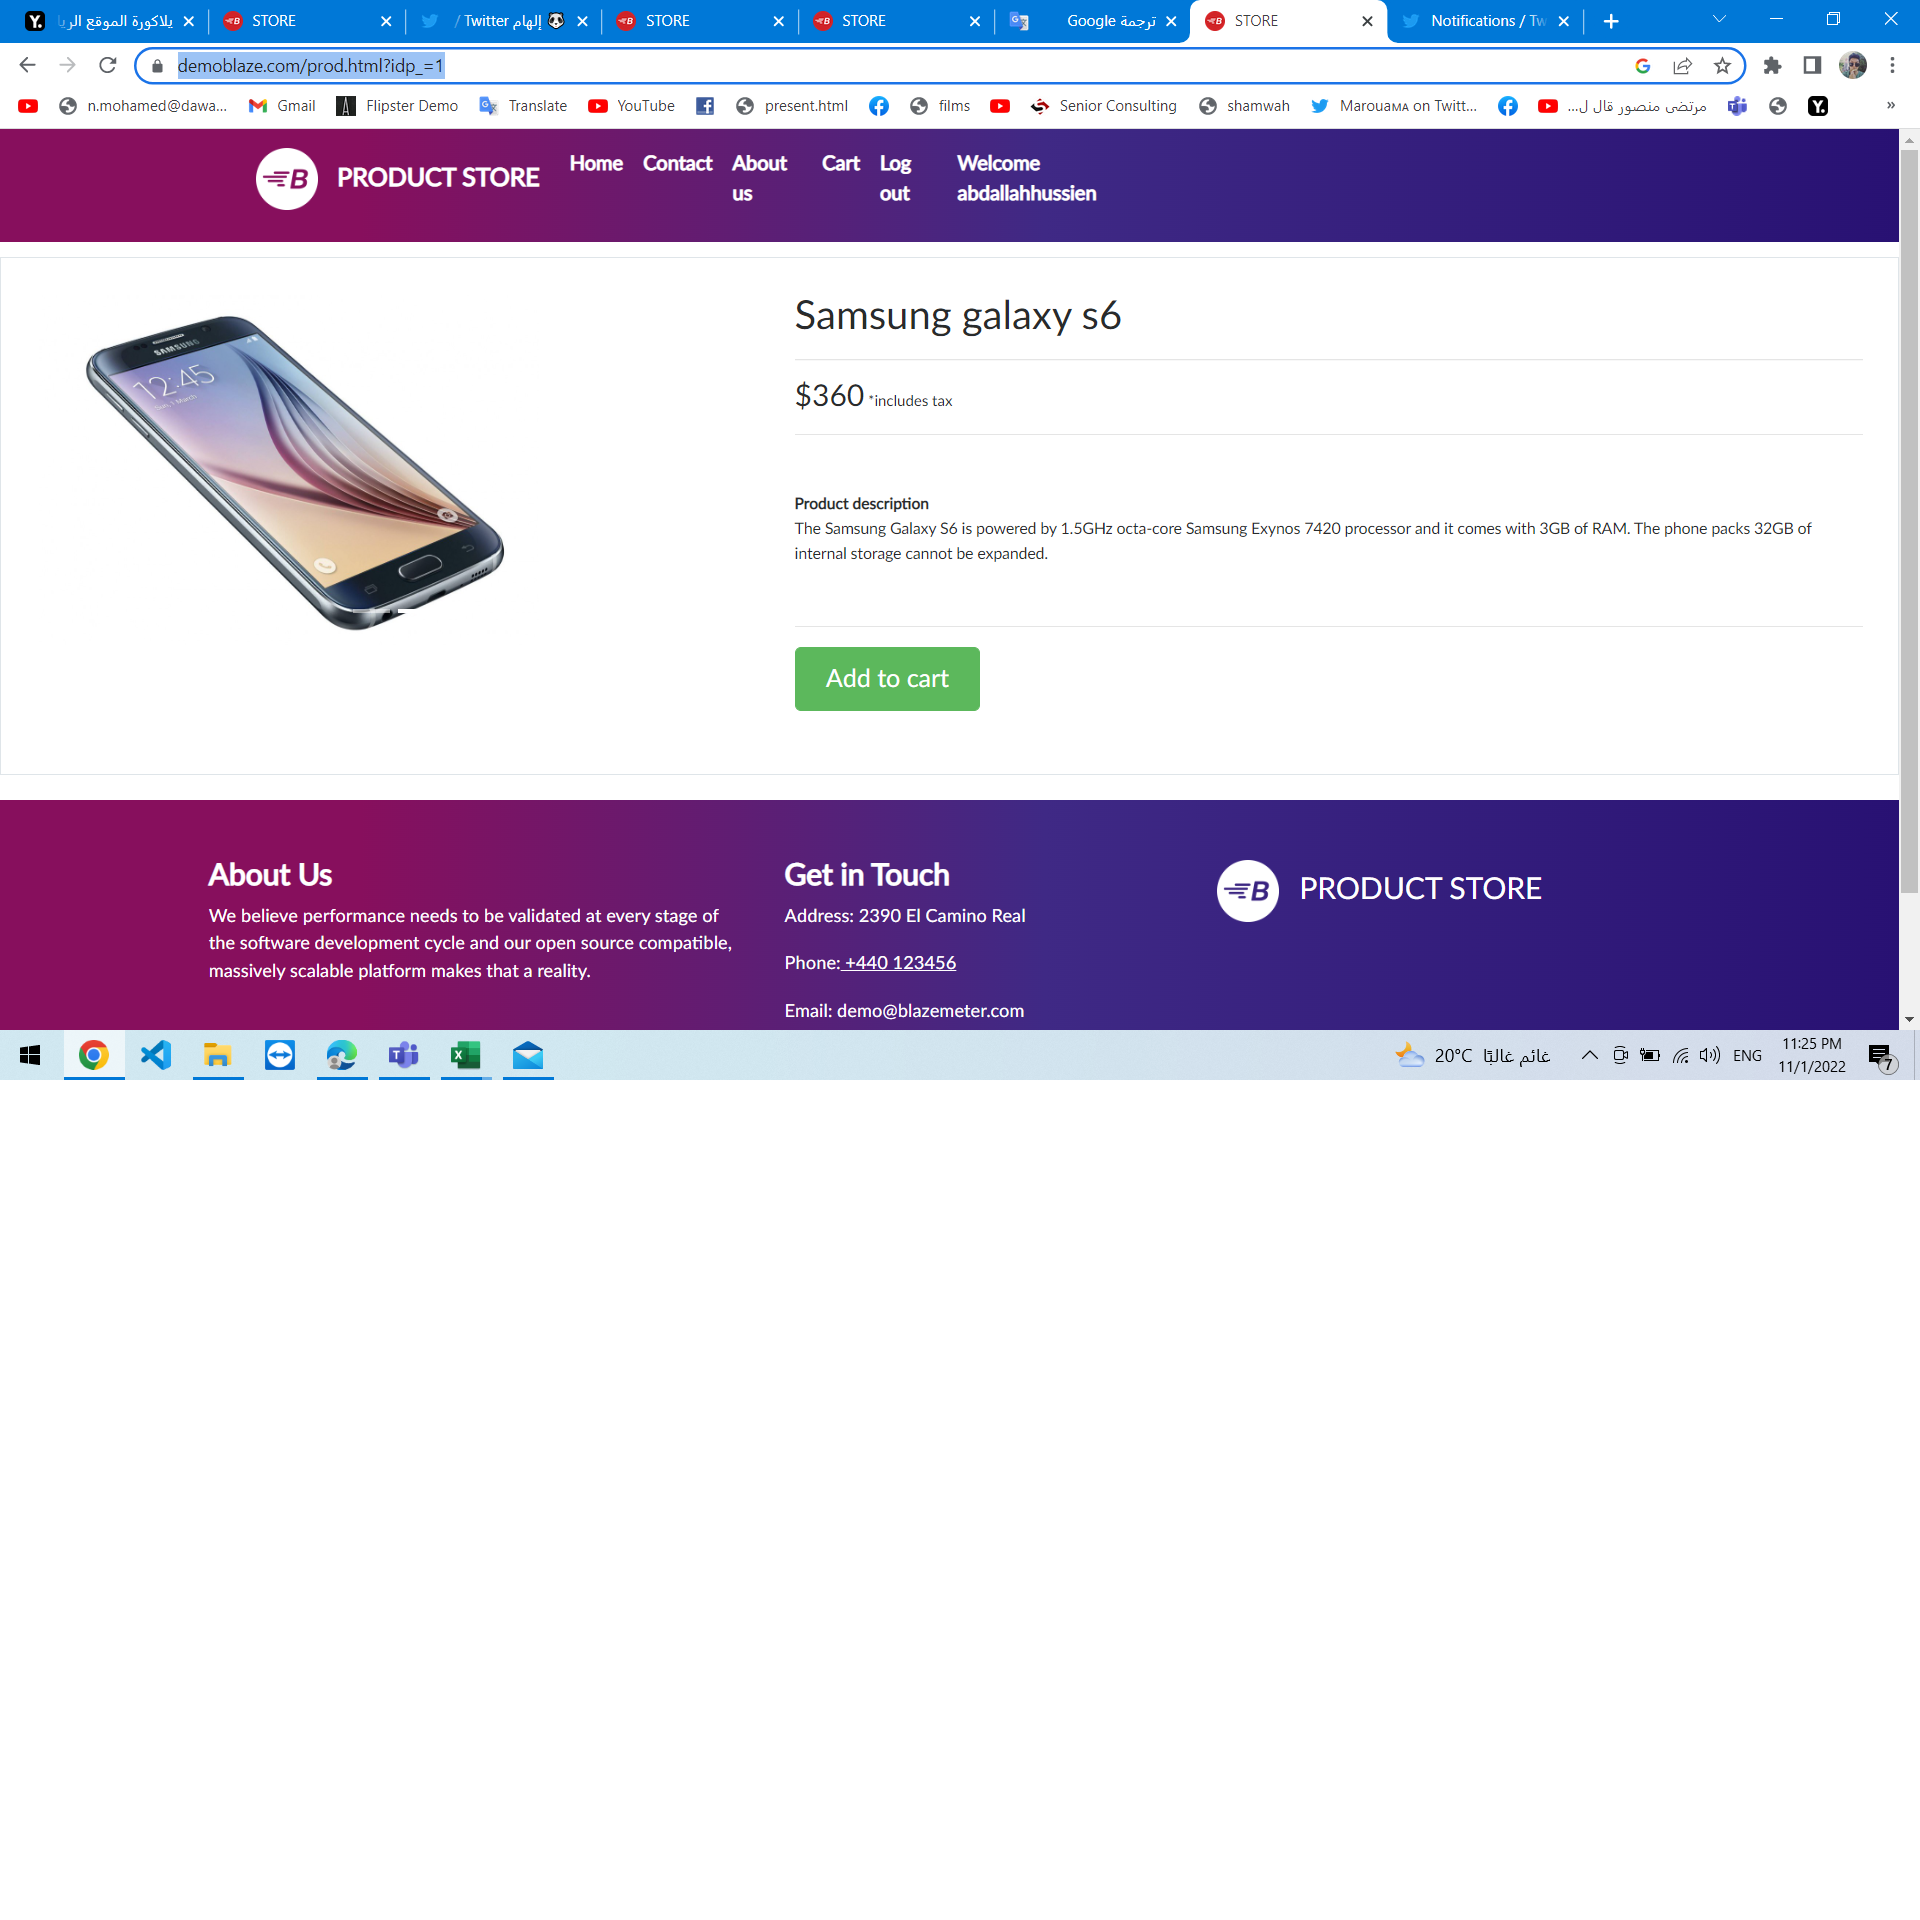 يلاكورة الموقع الريا
STORE
إلهام Twitter /
STORE
STORE
ترجمة Google
STORE
Notifications / Tw
demoblaze.com/prod.html?idp_=1
n.mohamed@dawa...
Gmail
Flipster Demo
Translate
YouTube
present.html
films
Senior Consulting
shamwah
Marouaᴍᴀ on Twitt...
مرتضى منصور قال ل...
PRODUCT STORE
Home
Contact
About us
Cart
Log out
Welcome abdallahhussien
SAMSUNG
12:45
Samsung galaxy s6
$360 *includes tax
Product description
The Samsung Galaxy S6 is powered by 1.5GHz octa-core Samsung Exynos 7420 processor and it comes with 3GB of RAM. The phone packs 32GB of
internal storage cannot be expanded.
Add to cart
About Us
We believe performance needs to be validated at every stage of
the software development cycle and our open source compatible,
massively scalable platform makes that a reality.
Get in Touch
Address: 2390 El Camino Real
Phone: +440 123456
Email: demo@blazemeter.com
PRODUCT STORE
20°C غائم غالبًا
ENG
11:25 PM
11/1/2022
7